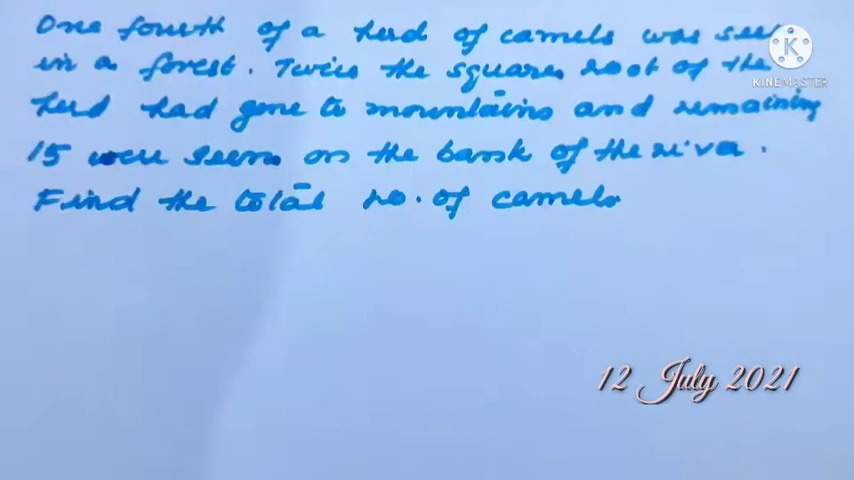 One fourth of a herd of camels was seen
in a forest. Twice the square root of the
herd had gone to mountains and remaining
15 were seen on the bank of the river.
Find the total no. of camels
K
KINEMASTER
12 July 2021